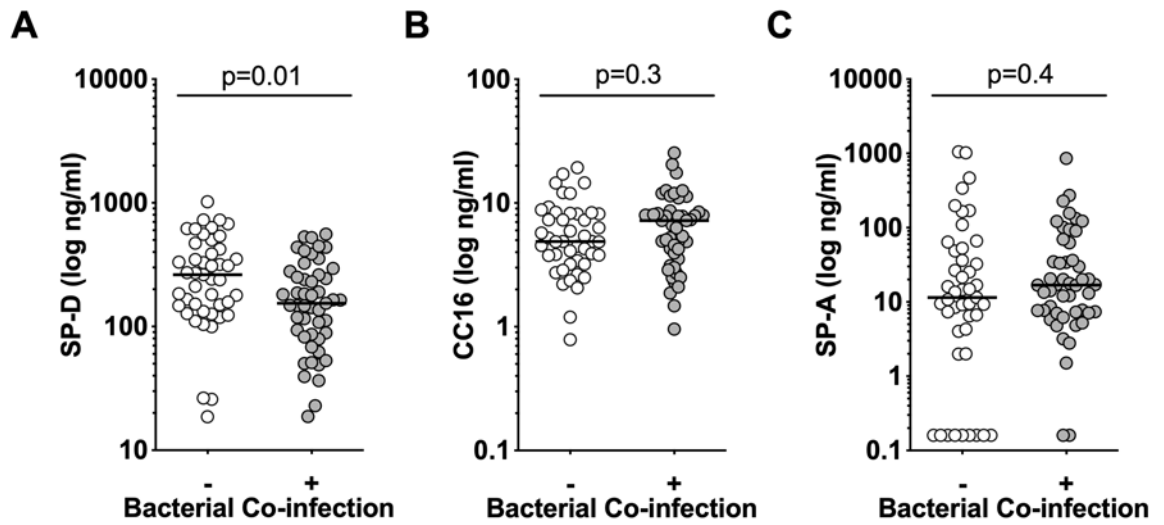 A
B
C
p=0.01
p=0.3
p=0.4
SP-D (log ng/ml)
10000
1000
100
10
- +
Bacterial Co-infection
CC16 (log ng/ml)
100
10
1
0.1
- +
Bacterial Co-infection
SP-A (log ng/ml)
10000
1000
100
10
1
0.1
- +
Bacterial Co-infection